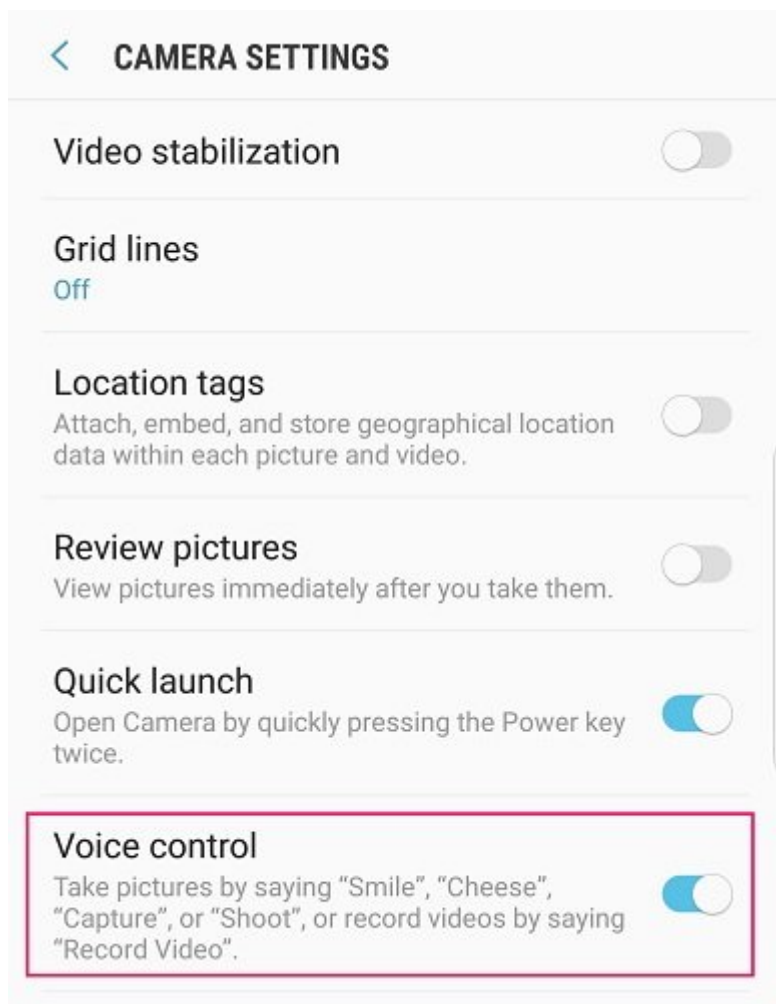 CAMERA SETTINGS
Video stabilization
Grid lines
Off
Location tags
Attach, embed, and store geographical location
data within each picture and video.
Review pictures
View pictures immediately after you take them.
Quick launch
Open Camera by quickly pressing the Power key
twice.
Voice control
Take pictures by saying “Smile”, “Cheese”,
“Capture”, or “Shoot”, or record videos by saying
“Record Video”.